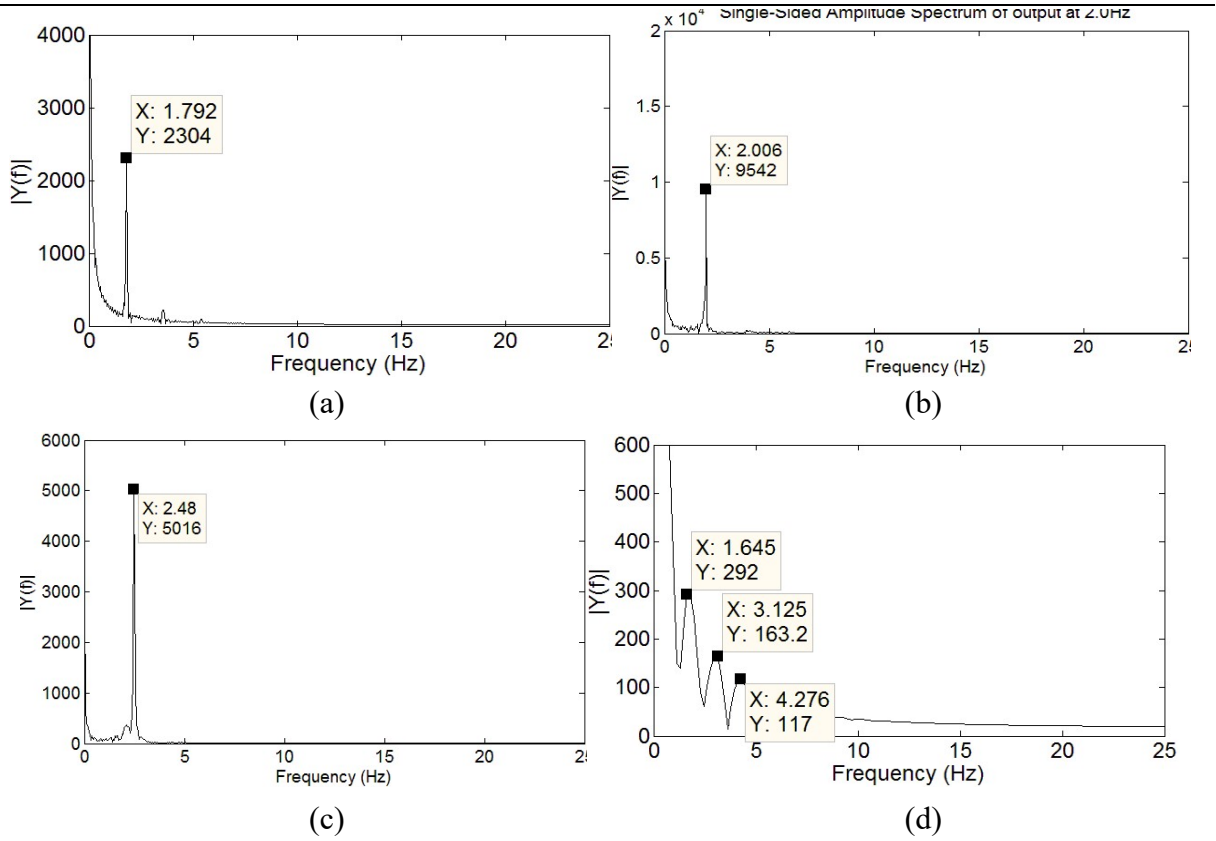 4000
3000
2000
1000
0
|Y(f)|
X: 1.792
Y: 2304
0 5 10 15 20 25
Frequency (Hz)
(a)
x 10⁴ Single-Sided Amplitude Spectrum of output at 2.0Hz
2
1.5
1
0.5
0
|Y(f)|
X: 2.006
Y: 9542
0 5 10 15 20 25
Frequency (Hz)
(b)
6000
5000
4000
3000
2000
1000
0
|Y(f)|
X: 2.48
Y: 5016
0 5 10 15 20 25
Frequency (Hz)
(c)
600
500
400
300
200
100
0
|Y(f)|
X: 1.645
Y: 292
X: 3.125
Y: 163.2
X: 4.276
Y: 117
0 5 10 15 20 25
Frequency (Hz)
(d)